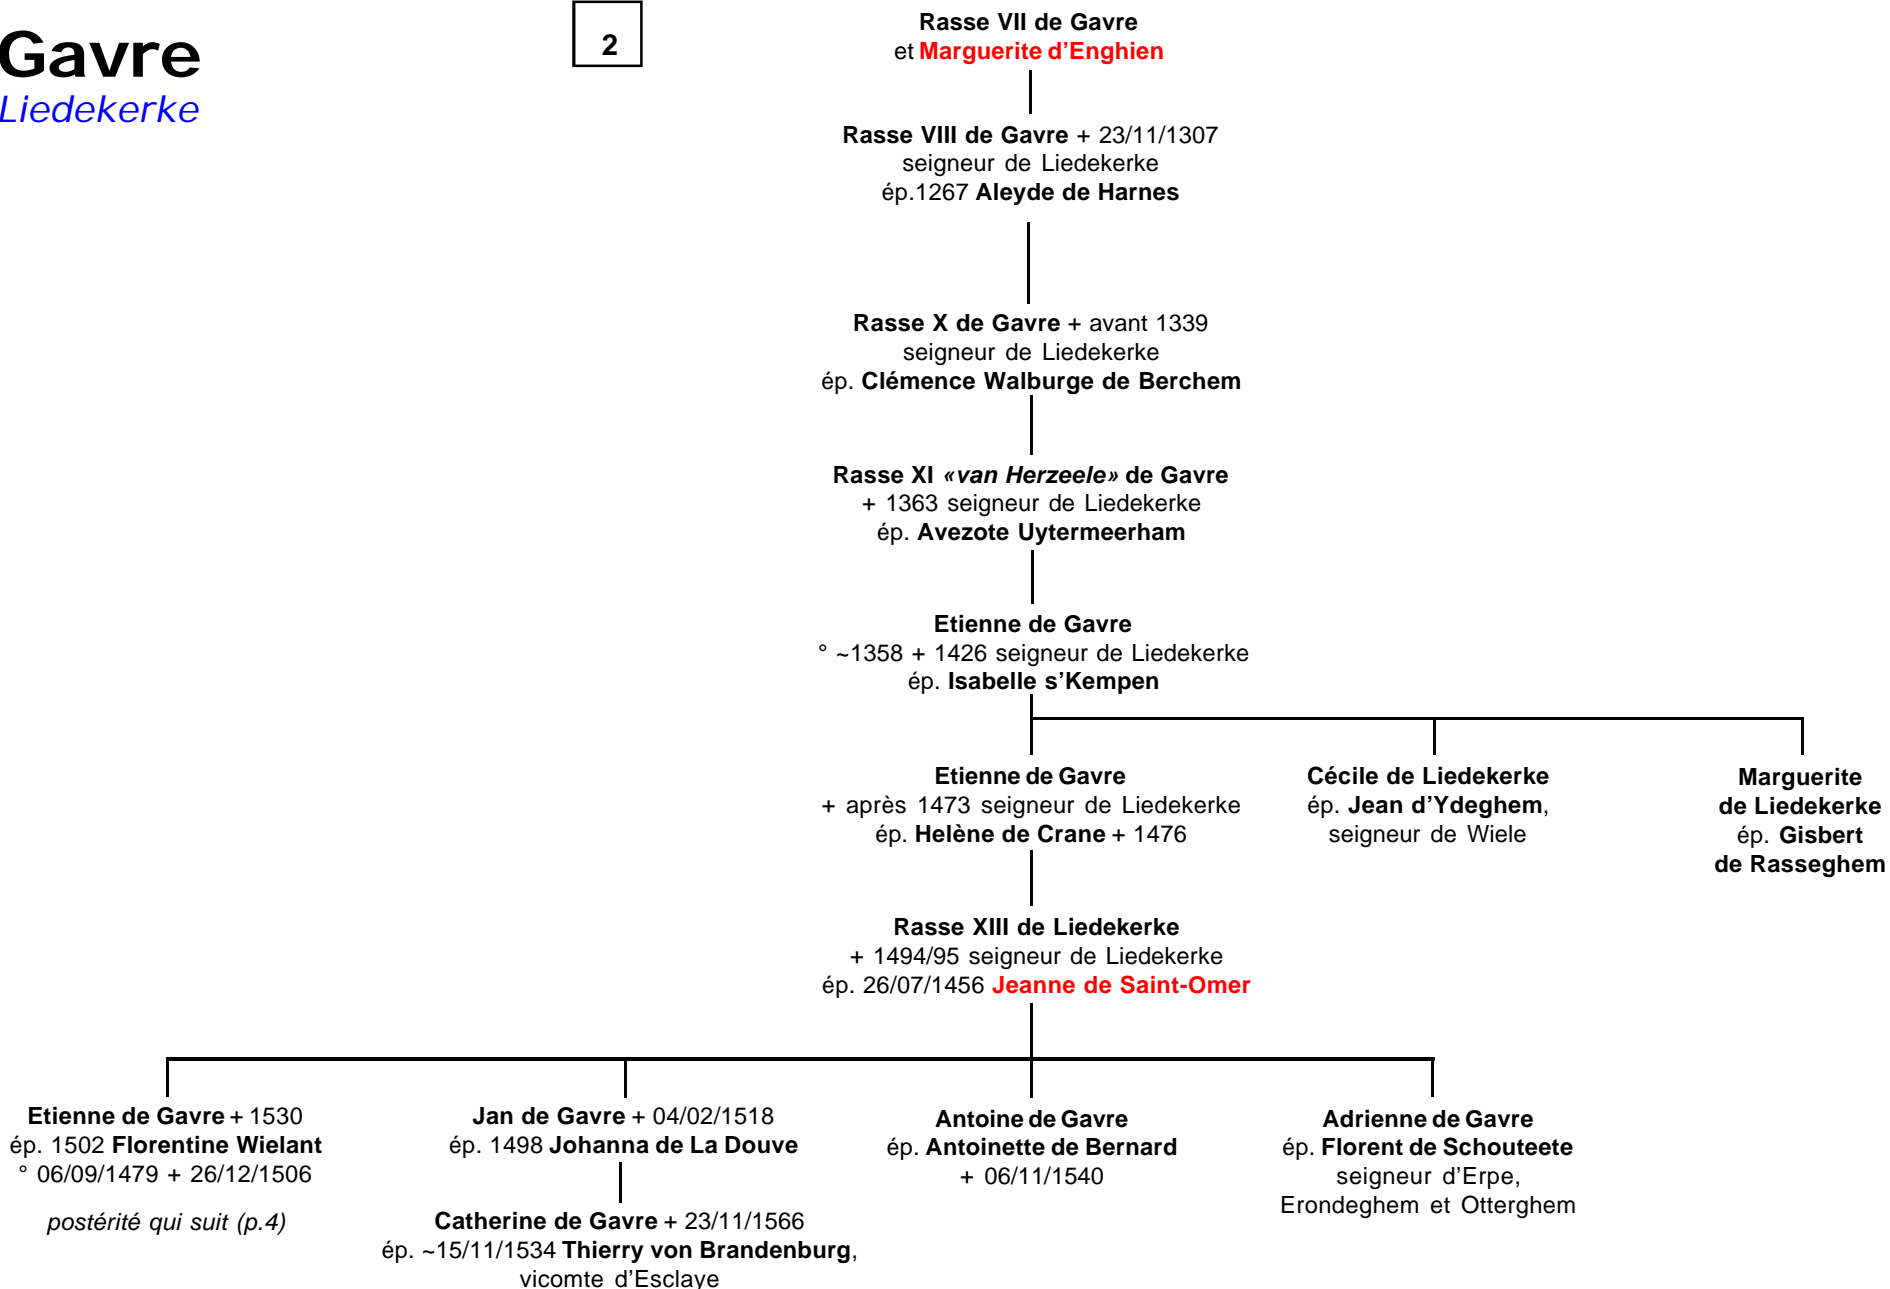 Gavre
Liedekerke
2
Rasse VII de Gavre
et Marguerite d'Enghien
Rasse VIII de Gavre + 23/11/1307
seigneur de Liedekerke
ép.1267 Aleyde de Harnes
Rasse X de Gavre + avant 1339
seigneur de Liedekerke
ép. Clémence Walburge de Berchem
Rasse XI «van Herzeele» de Gavre
+ 1363 seigneur de Liedekerke
ép. Avezote Uytermeerham
Etienne de Gavre
° ~1358 + 1426 seigneur de Liedekerke
ép. Isabelle s'Kempen
Etienne de Gavre
+ après 1473 seigneur de Liedekerke
ép. Helène de Crane + 1476
Cécile de Liedekerke
ép. Jean d'Ydeghem,
seigneur de Wiele
Marguerite
de Liedekerke
ép. Gisbert
de Rasseghem
Rasse XIII de Liedekerke
+ 1494/95 seigneur de Liedekerke
ép. 26/07/1456 Jeanne de Saint-Omer
Etienne de Gavre + 1530
ép. 1502 Florentine Wielant
° 06/09/1479 + 26/12/1506
postérité qui suit (p.4)
Jan de Gavre + 04/02/1518
ép. 1498 Johanna de La Douve
Catherine de Gavre + 23/11/1566
ép. ~15/11/1534 Thierry von Brandenburg,
vicomte d'Esclaye
Antoine de Gavre
ép. Antoinette de Bernard
+ 06/11/1540
Adrienne de Gavre
ép. Florent de Schouteete
seigneur d'Erpe,
Erondeghem et Otterghem